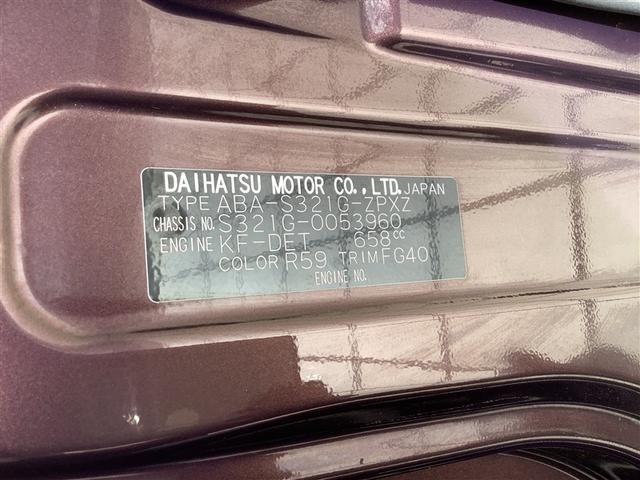 DAIHATSU MOTOR CO.,LTD. JAPAN
TYPE ABA-S321G-ZPXZ
CHASSIS NO. S321G-0053960
ENGINE KF-DET 658cc
COLOR R59 TRIM FG40
ENGINE NO.